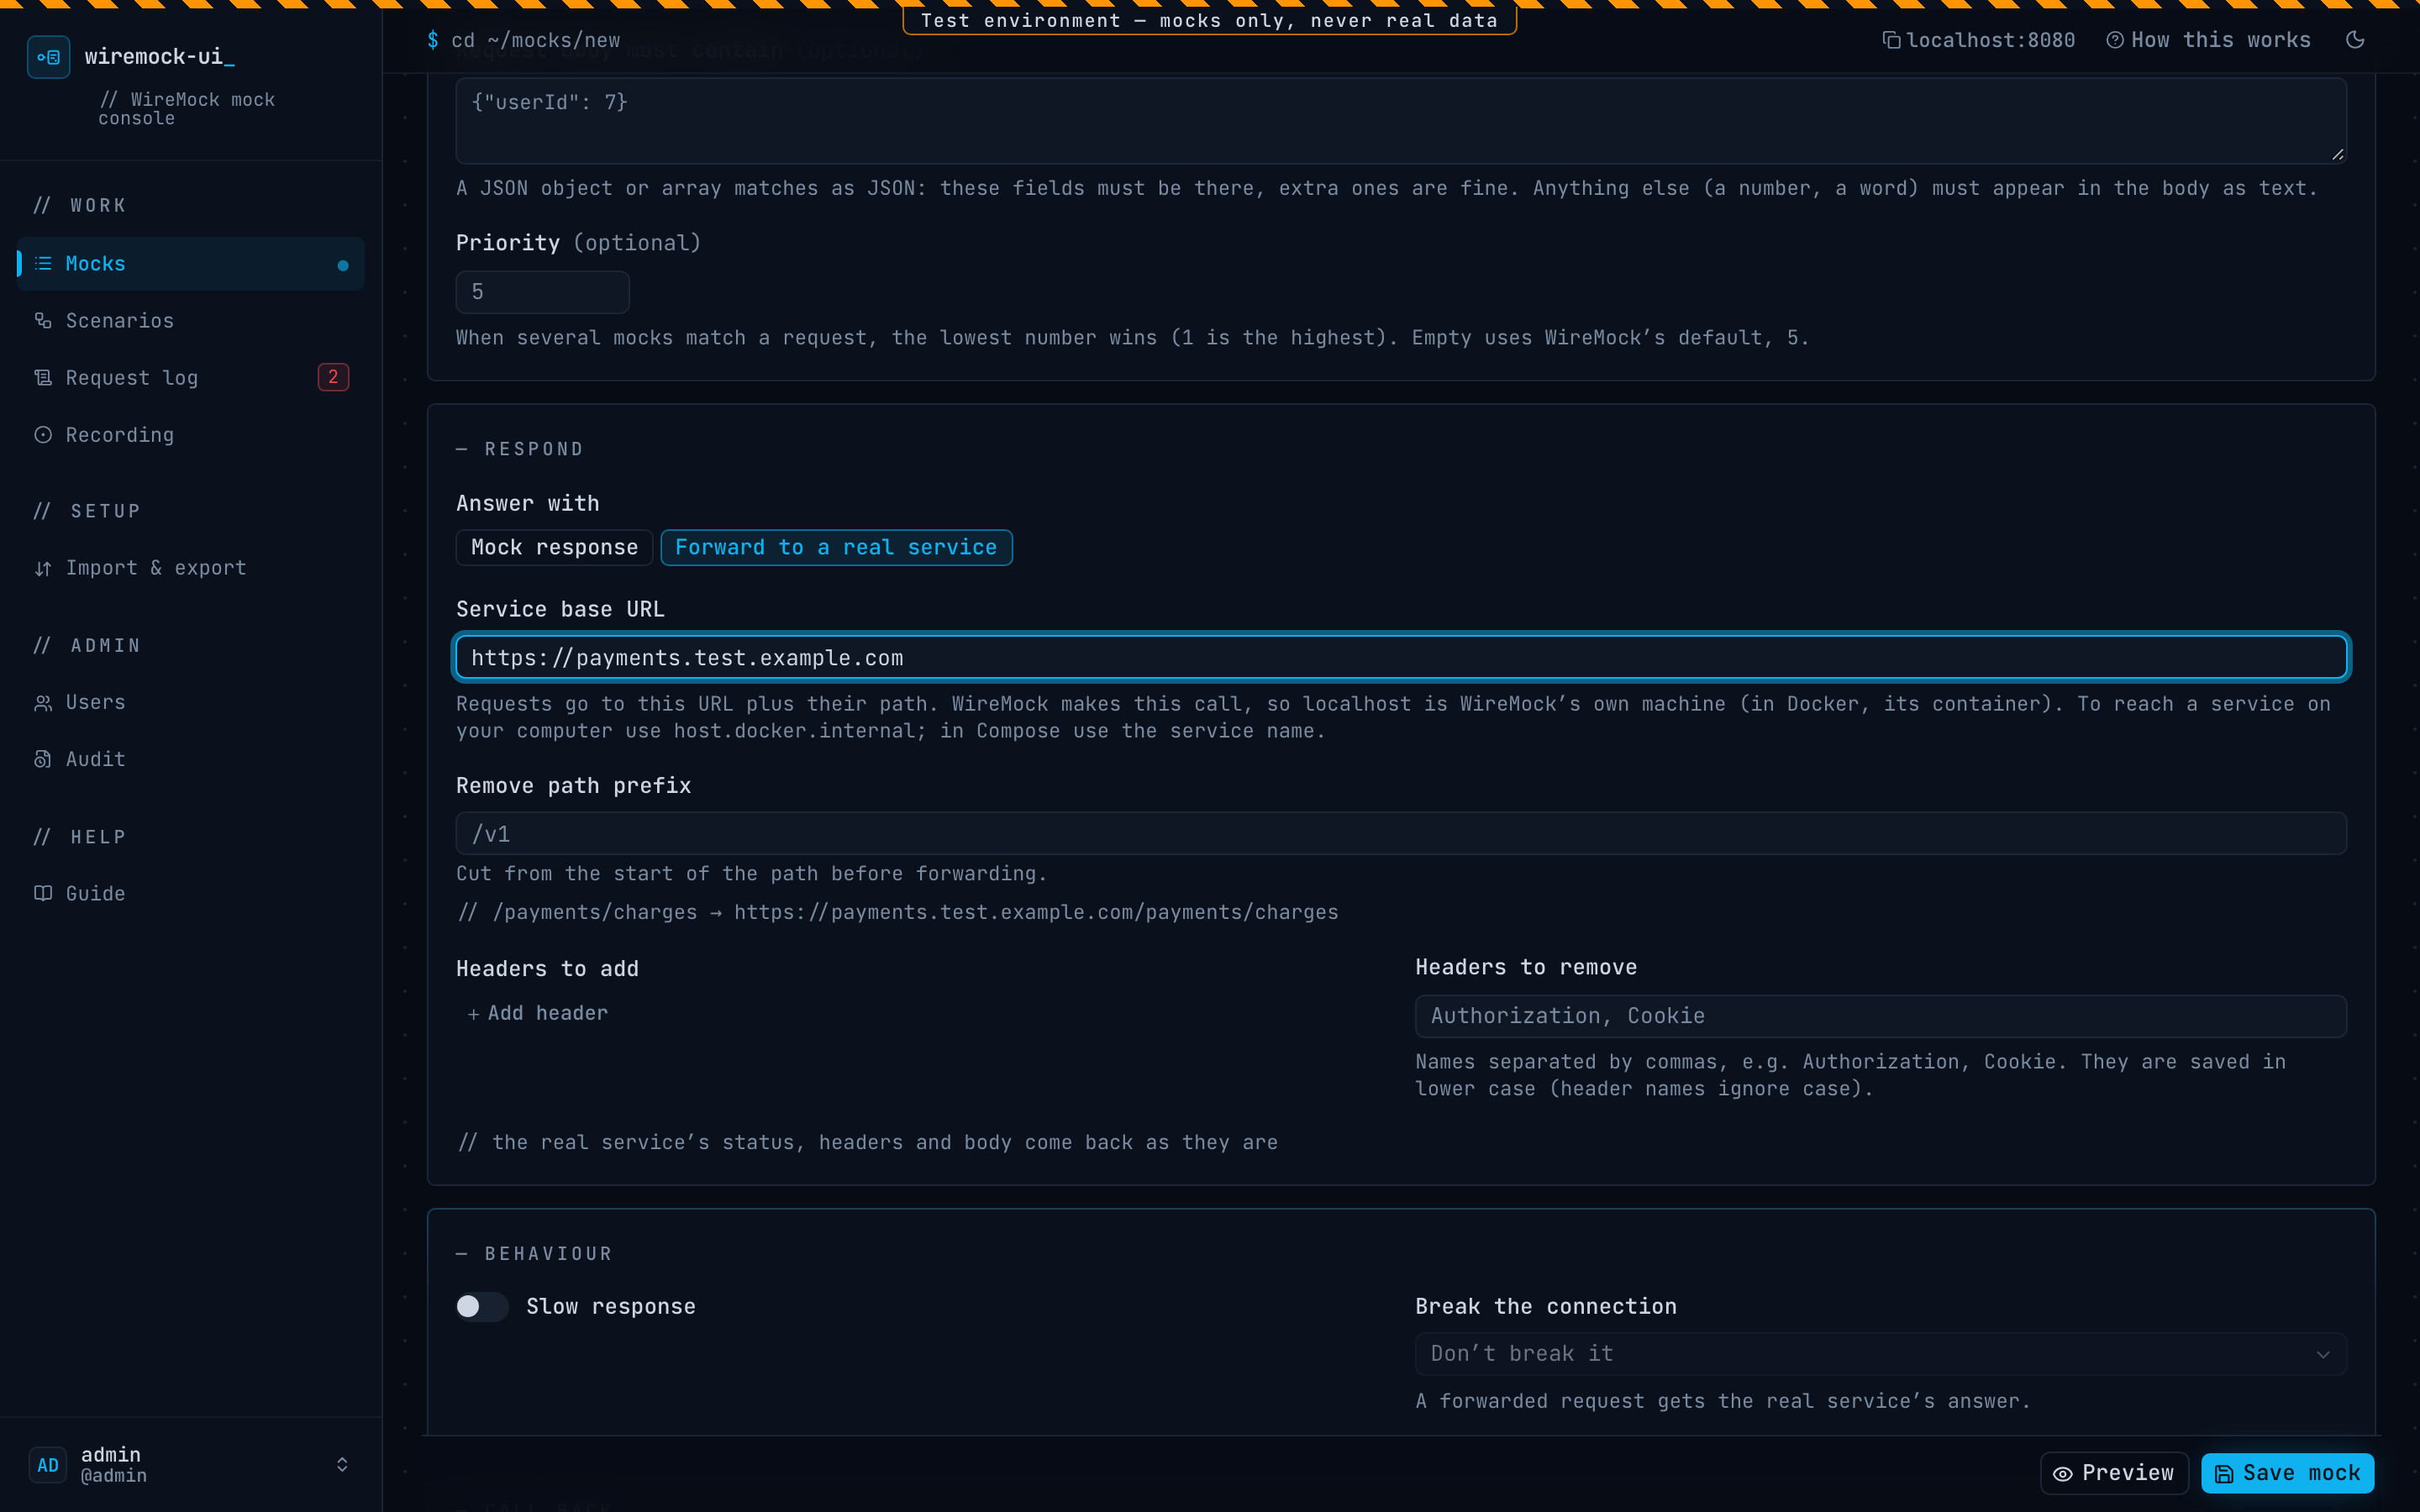 Test environment — mocks only, never real data
wiremock-ui_
// WireMock mock
console
$ cd ~/mocks/new
localhost:8080
How this works
// WORK
Mocks
Scenarios
Request log
2
Recording
// SETUP
Import & export
// ADMIN
Users
Audit
// HELP
Guide
AD
admin
@admin
Request body must contain (optional)
{"userId": 7}
A JSON object or array matches as JSON: these fields must be there, extra ones are fine. Anything else (a number, a word) must appear in the body as text.
Priority (optional)
5
When several mocks match a request, the lowest number wins (1 is the highest). Empty uses WireMock’s default, 5.
— RESPOND
Answer with
Mock response
Forward to a real service
Service base URL
https://payments.test.example.com
Requests go to this URL plus their path. WireMock makes this call, so localhost is WireMock’s own machine (in Docker, its container). To reach a service on
your computer use host.docker.internal; in Compose use the service name.
Remove path prefix
/v1
Cut from the start of the path before forwarding.
// /payments/charges → https://payments.test.example.com/payments/charges
Headers to add
+ Add header
Headers to remove
Authorization, Cookie
Names separated by commas, e.g. Authorization, Cookie. They are saved in
lower case (header names ignore case).
// the real service’s status, headers and body come back as they are
— BEHAVIOUR
Slow response
Break the connection
Don’t break it
A forwarded request gets the real service’s answer.
Preview
Save mock
— CALL BACK